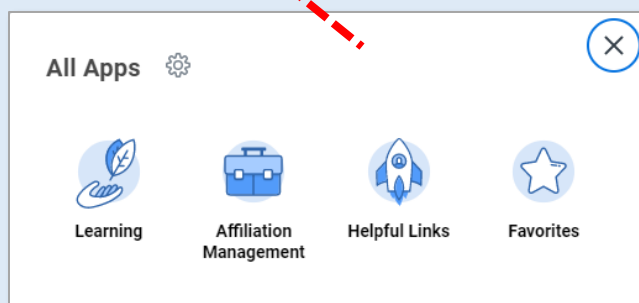 All Apps
Learning
Affiliation
Management
Helpful Links
Favorites